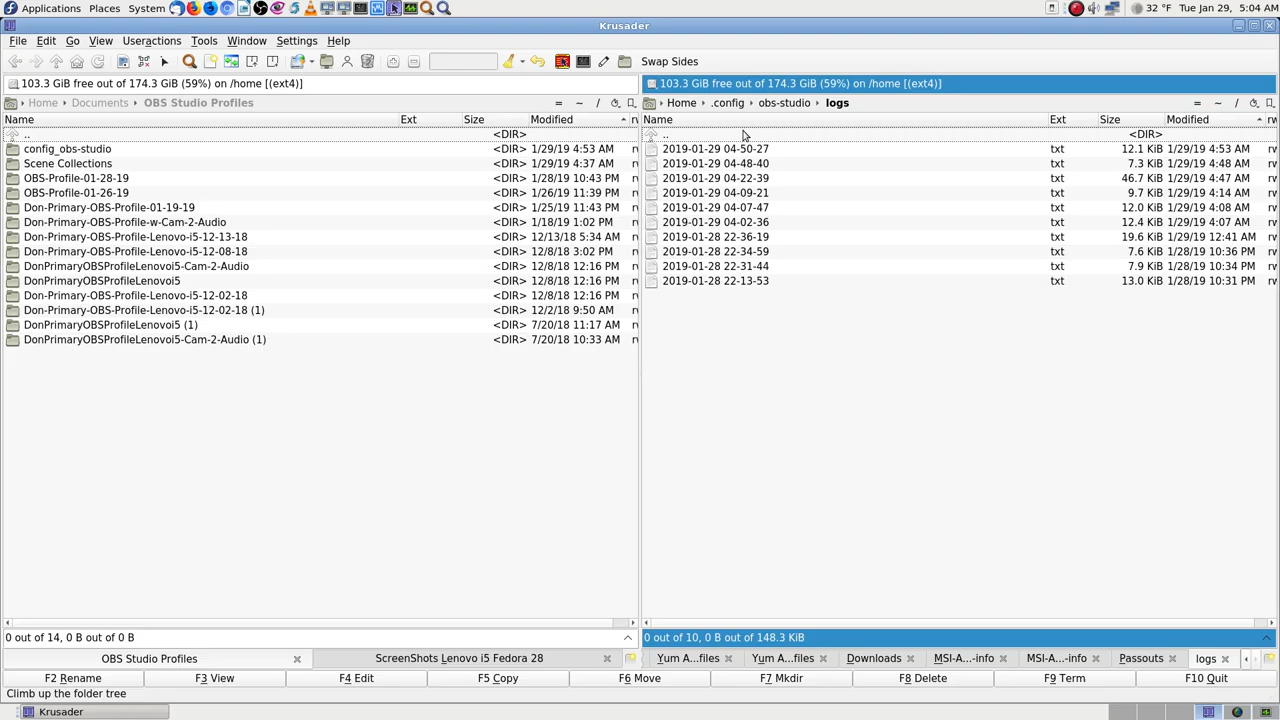 Applications Places System 32 °F Tue Jan 29, 5:04 AM
Krusader
File Edit Go View Useractions Tools Window Settings Help
Swap Sides
103.3 GiB free out of 174.3 GiB (59%) on /home [(ext4)]
Home Documents OBS Studio Profiles = ~ /
Name Ext Size Modified
.. <DIR>
config_obs-studio <DIR> 1/29/19 4:53 AM
Scene Collections <DIR> 1/29/19 4:37 AM
OBS-Profile-01-28-19 <DIR> 1/28/19 10:43 PM
OBS-Profile-01-26-19 <DIR> 1/26/19 11:39 PM
Don-Primary-OBS-Profile-01-19-19 <DIR> 1/25/19 11:43 PM
Don-Primary-OBS-Profile-w-Cam-2-Audio <DIR> 1/18/19 1:02 PM
Don-Primary-OBS-Profile-Lenovo-i5-12-13-18 <DIR> 12/13/18 5:34 AM
Don-Primary-OBS-Profile-Lenovo-i5-12-08-18 <DIR> 12/8/18 3:02 PM
DonPrimaryOBSProfileLenovoi5-Cam-2-Audio <DIR> 12/8/18 12:16 PM
DonPrimaryOBSProfileLenovoi5 <DIR> 12/8/18 12:16 PM
Don-Primary-OBS-Profile-Lenovo-i5-12-02-18 <DIR> 12/8/18 12:16 PM
Don-Primary-OBS-Profile-Lenovo-i5-12-02-18 (1) <DIR> 12/2/18 9:50 AM
DonPrimaryOBSProfileLenovoi5 (1) <DIR> 7/20/18 11:17 AM
DonPrimaryOBSProfileLenovoi5-Cam-2-Audio (1) <DIR> 7/20/18 10:33 AM
0 out of 14, 0 B out of 0 B
OBS Studio Profiles ScreenShots Lenovo i5 Fedora 28
103.3 GiB free out of 174.3 GiB (59%) on /home [(ext4)]
Home .config obs-studio logs = ~ /
Name Ext Size Modified rw
.. <DIR>
2019-01-29 04-50-27 txt 12.1 KiB 1/29/19 4:53 AM rw
2019-01-29 04-48-40 txt 7.3 KiB 1/29/19 4:48 AM rw
2019-01-29 04-22-39 txt 46.7 KiB 1/29/19 4:47 AM rw
2019-01-29 04-09-21 txt 9.7 KiB 1/29/19 4:14 AM rw
2019-01-29 04-07-47 txt 12.0 KiB 1/29/19 4:08 AM rw
2019-01-29 04-02-36 txt 12.4 KiB 1/29/19 4:07 AM rw
2019-01-28 22-36-19 txt 19.6 KiB 1/29/19 12:41 AM rw
2019-01-28 22-34-59 txt 7.6 KiB 1/28/19 10:36 PM rw
2019-01-28 22-31-44 txt 7.9 KiB 1/28/19 10:34 PM rw
2019-01-28 22-13-53 txt 13.0 KiB 1/28/19 10:31 PM rw
0 out of 10, 0 B out of 148.3 KiB
Yum A...files Yum A...files Downloads MSI-A...-info MSI-A...-info Passouts logs
F2 Rename F3 View F4 Edit F5 Copy F6 Move F7 Mkdir F8 Delete F9 Term F10 Quit
Climb up the folder tree
Krusader